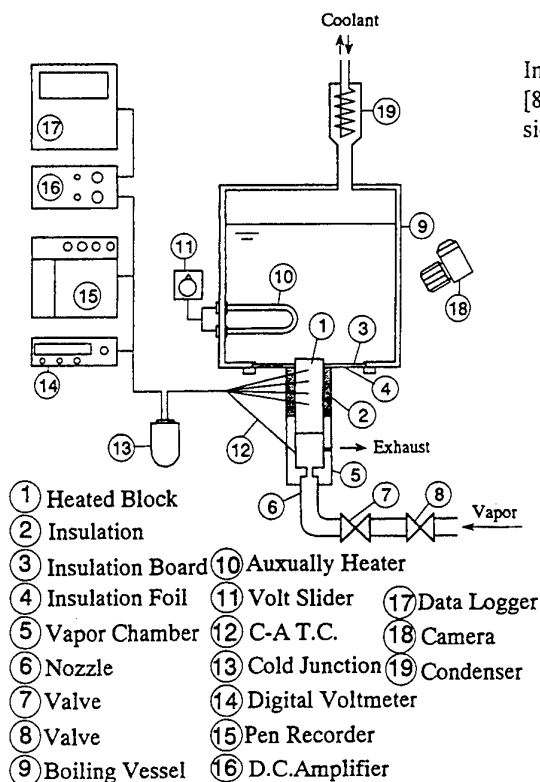 Coolant
In
[8
si
17
19
16
9
11
10
18
15
1
3
14
4
2
13
12
Exhaust
5
6
7
8
Vapor
1 Heated Block
2 Insulation
3 Insulation Board
4 Insulation Foil
5 Vapor Chamber
6 Nozzle
7 Valve
8 Valve
9 Boiling Vessel
10 Auxually Heater
11 Volt Slider
12 C-A T.C.
13 Cold Junction
14 Digital Voltmeter
15 Pen Recorder
16 D.C.Amplifier
17 Data Logger
18 Camera
19 Condenser